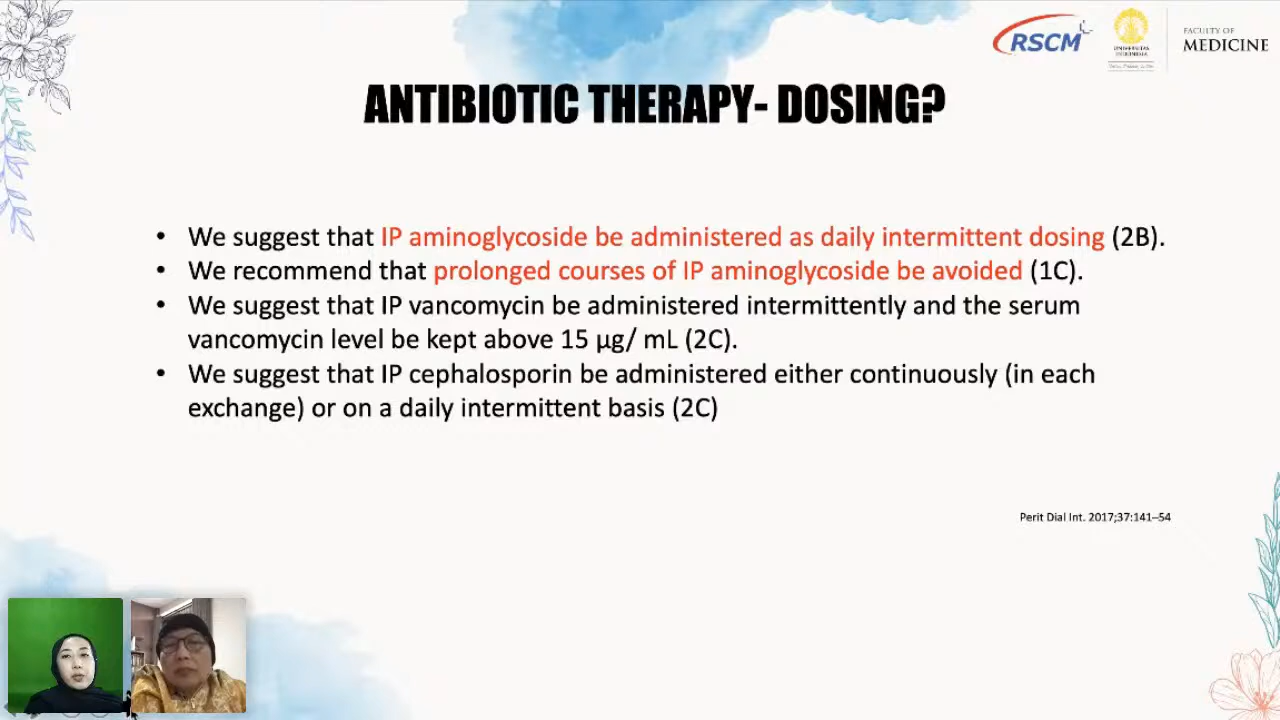 RSCM
UNIVERSITAS
INDONESIA
FACULTY OF
MEDICINE
ANTIBIOTIC THERAPY- DOSING?
• We suggest that IP aminoglycoside be administered as daily intermittent dosing (2B).
• We recommend that prolonged courses of IP aminoglycoside be avoided (1C).
• We suggest that IP vancomycin be administered intermittently and the serum
vancomycin level be kept above 15 µg/ mL (2C).
• We suggest that IP cephalosporin be administered either continuously (in each
exchange) or on a daily intermittent basis (2C)
Perit Dial Int. 2017;37:141–54